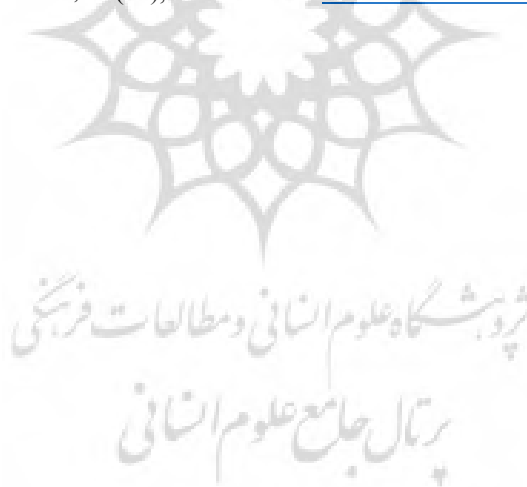 پژوهشگاه علوم انسانی و مطالعات فرهنگی
پرتال جامع علوم انسانی